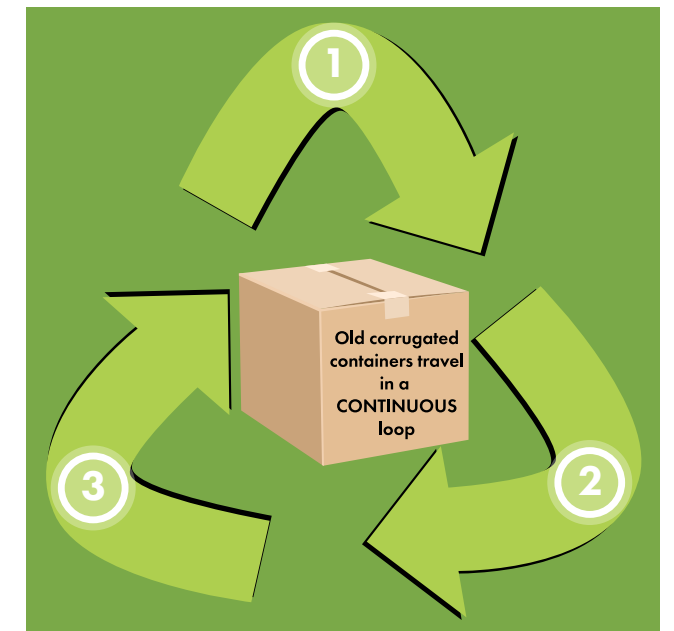 1
Old corrugated
containers travel
in a
CONTINUOUS
loop
2
3